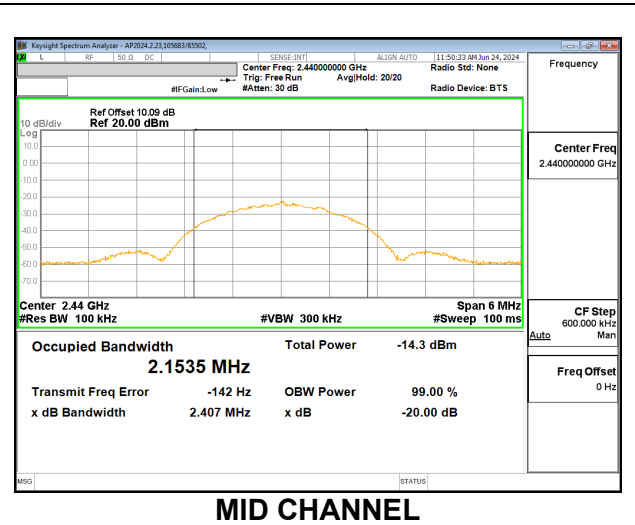 Keysight Spectrum Analyzer - AP2024.2.23,105683/85502,
L RF 50 Ω DC SENSE:INT ALIGN AUTO 11:50:33 AM Jun 24, 2024
Center Freq: 2.440000000 GHz Radio Std: None
Trig: Free Run Avg|Hold: 20/20
#IFGain:Low #Atten: 30 dB Radio Device: BTS
Frequency
Ref Offset 10.09 dB
10 dB/div Ref 20.00 dBm
Log
10.0
0.00
-10.0
-20.0
-30.0
-40.0
-50.0
-60.0
-70.0
Center Freq
2.440000000 GHz
Center 2.44 GHz Span 6 MHz
#Res BW 100 kHz #VBW 300 kHz #Sweep 100 ms
CF Step
600.000 kHz
Auto Man
Occupied Bandwidth Total Power -14.3 dBm
2.1535 MHz
Transmit Freq Error -142 Hz OBW Power 99.00 %
x dB Bandwidth 2.407 MHz x dB -20.00 dB
Freq Offset
0 Hz
MSG STATUS
MID CHANNEL